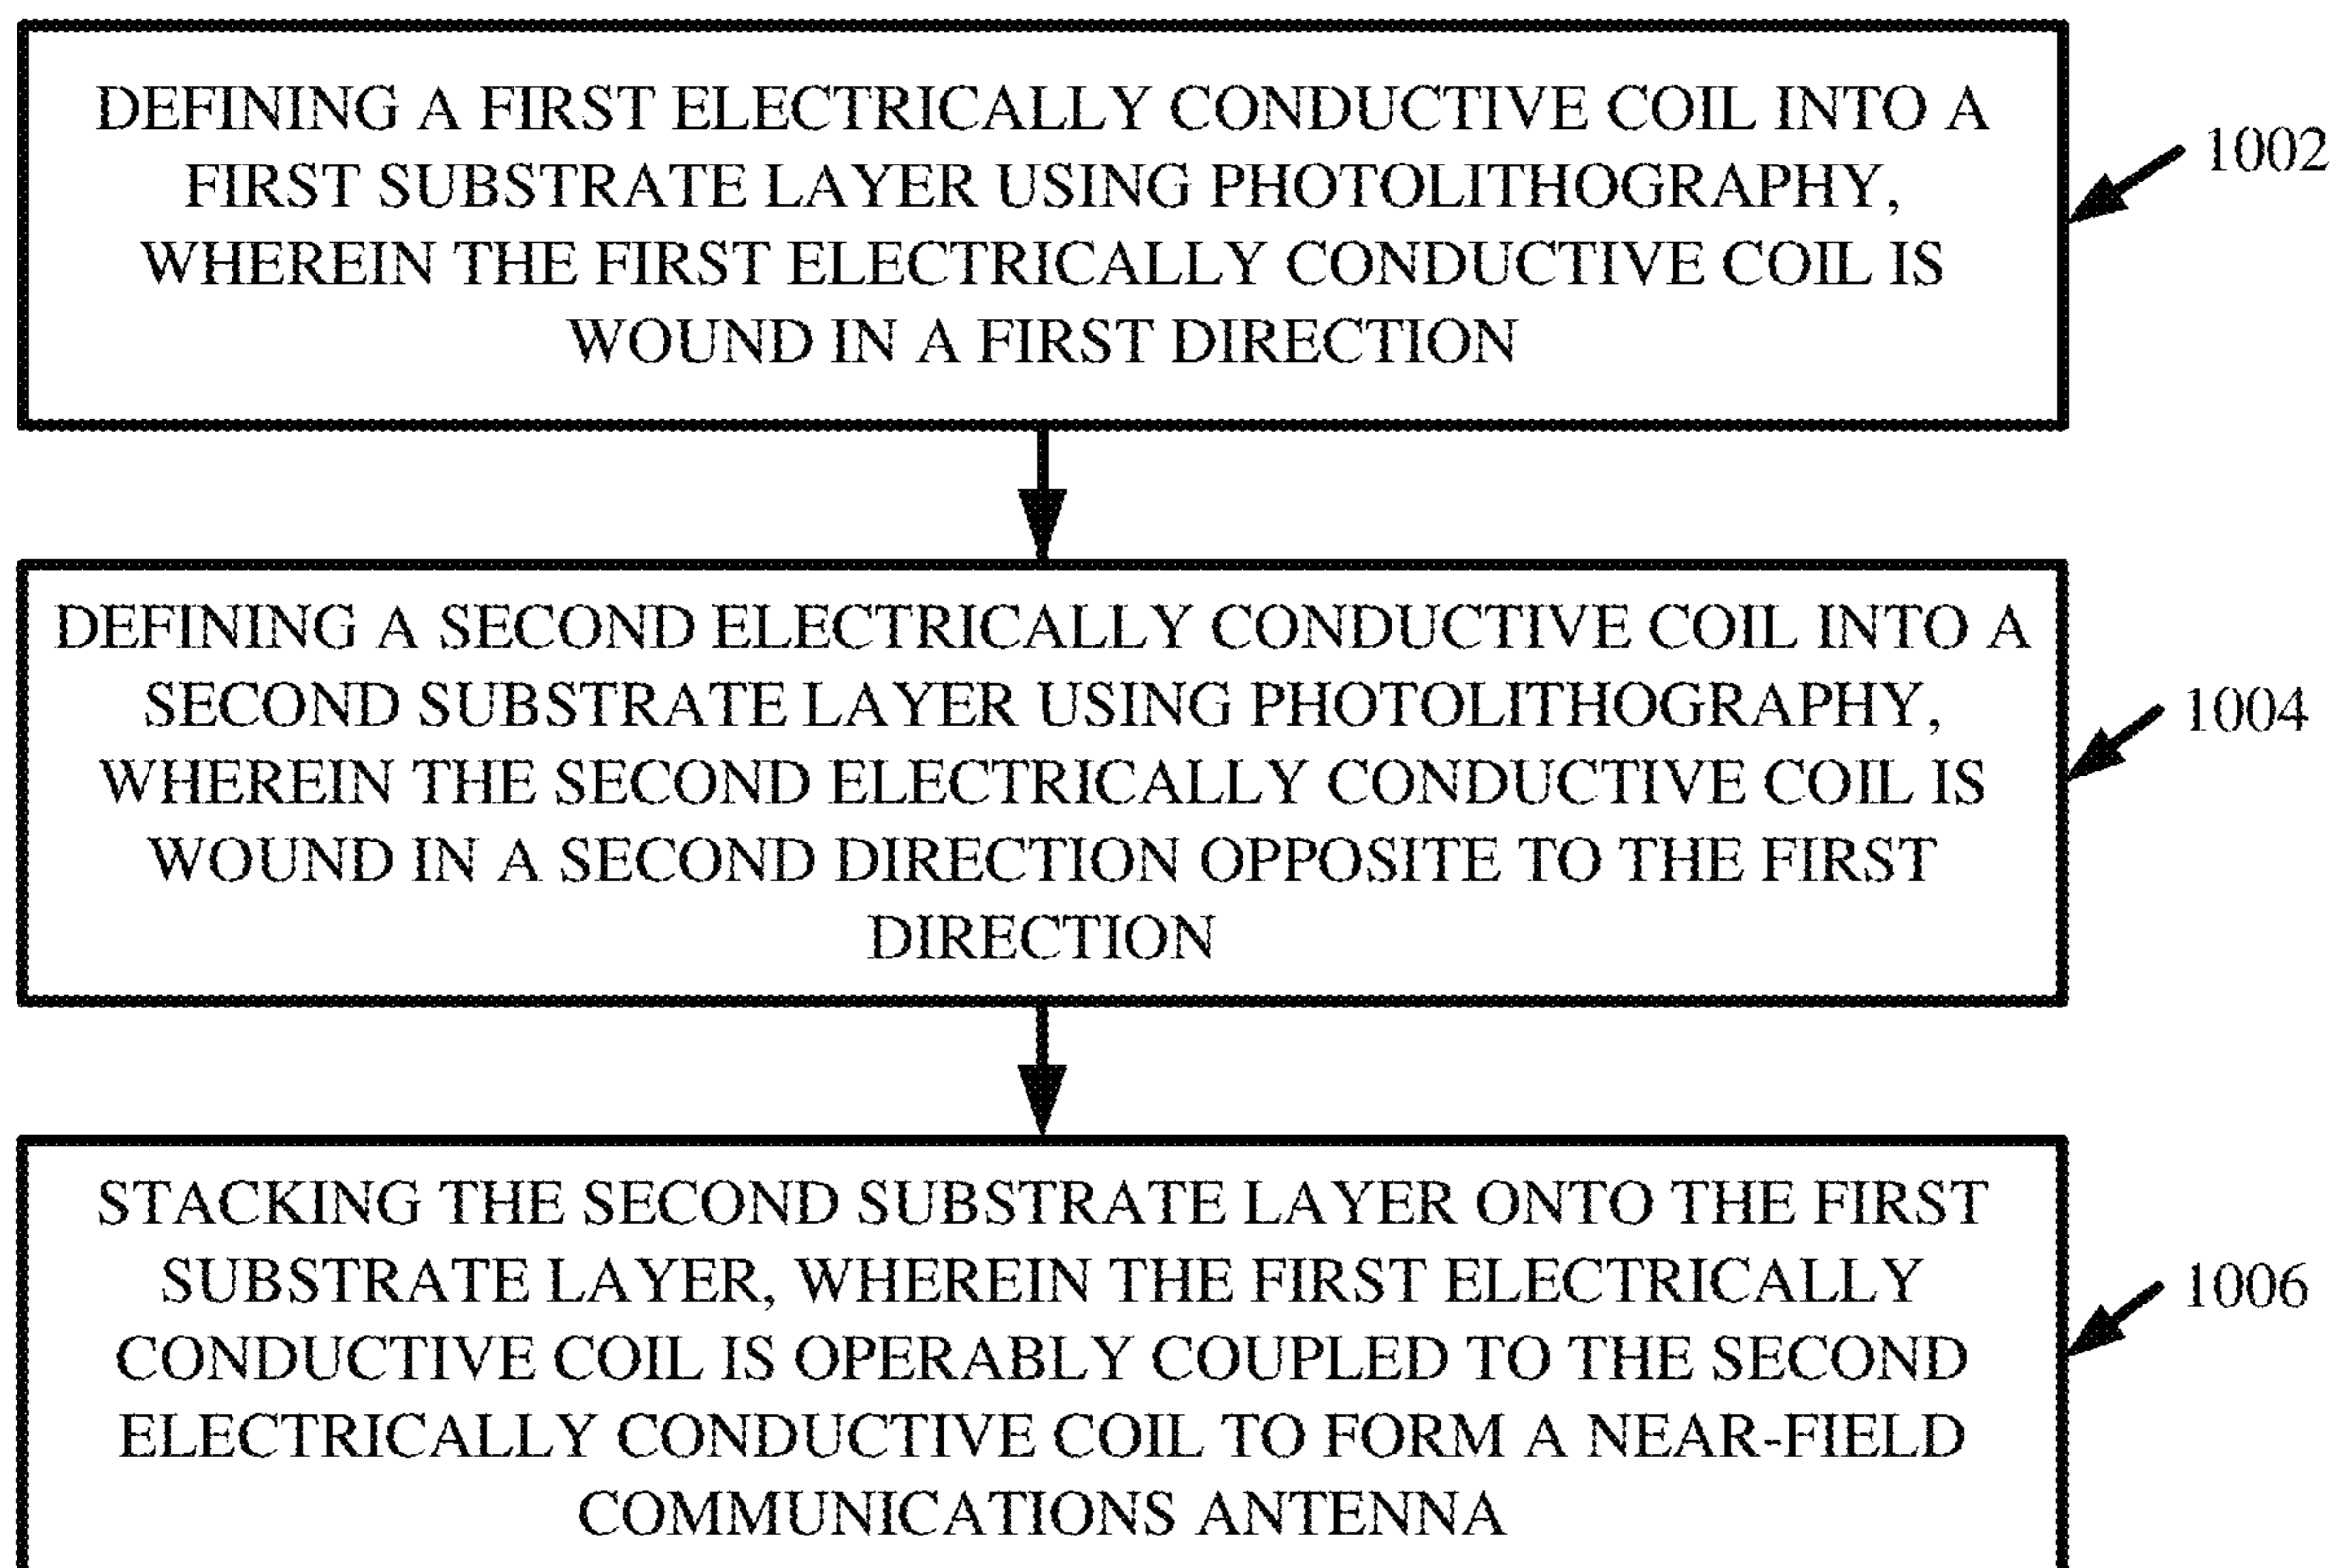 DEFINING A FIRST ELECTRICALLY CONDUCTIVE COIL INTO A
FIRST SUBSTRATE LAYER USING PHOTOLITHOGRAPHY,
WHEREIN THE FIRST ELECTRICALLY CONDUCTIVE COIL IS
WOUND IN A FIRST DIRECTION
1002
DEFINING A SECOND ELECTRICALLY CONDUCTIVE COIL INTO A
SECOND SUBSTRATE LAYER USING PHOTOLITHOGRAPHY,
WHEREIN THE SECOND ELECTRICALLY CONDUCTIVE COIL IS
WOUND IN A SECOND DIRECTION OPPOSITE TO THE FIRST
DIRECTION
1004
STACKING THE SECOND SUBSTRATE LAYER ONTO THE FIRST
SUBSTRATE LAYER, WHEREIN THE FIRST ELECTRICALLY
CONDUCTIVE COIL IS OPERABLY COUPLED TO THE SECOND
ELECTRICALLY CONDUCTIVE COIL TO FORM A NEAR-FIELD
COMMUNICATIONS ANTENNA
1006